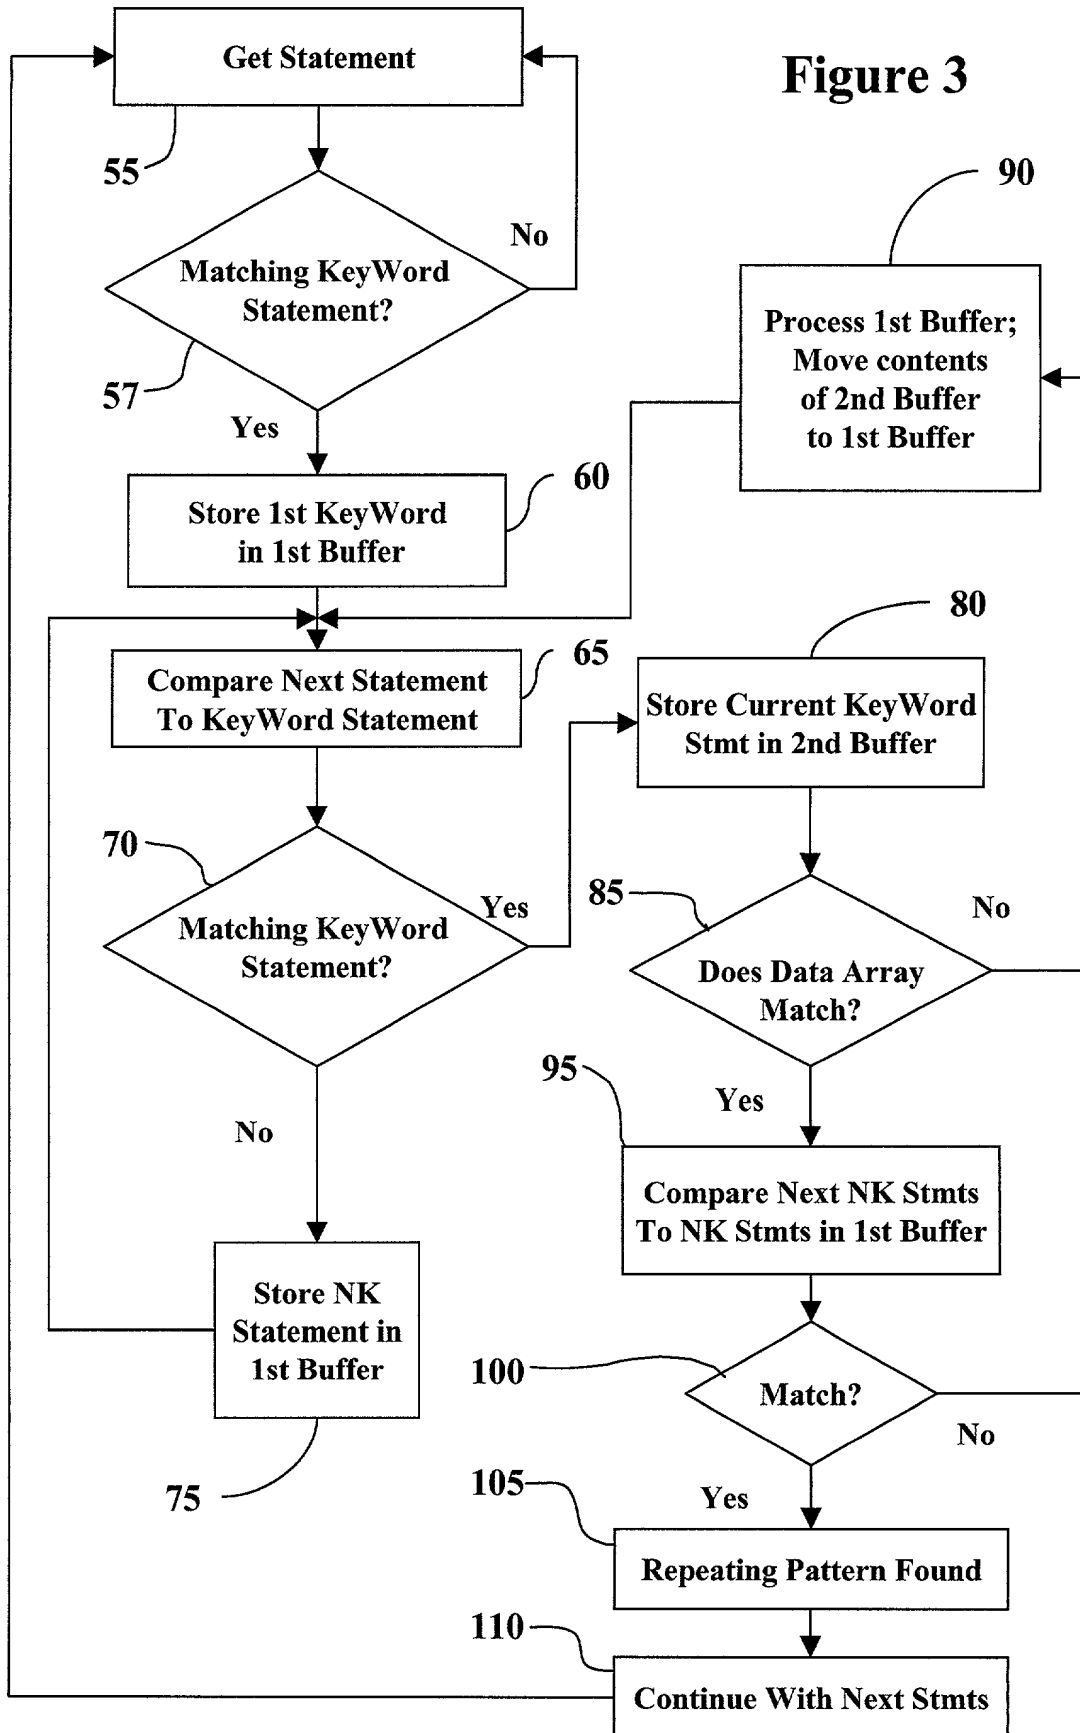 Figure 3
Get Statement
55
Matching KeyWord
Statement?
No
57
Yes
Store 1st KeyWord
in 1st Buffer
60
Compare Next Statement
To KeyWord Statement
65
70
Matching KeyWord
Statement?
Yes
No
Store NK
Statement in
1st Buffer
75
90
Process 1st Buffer;
Move contents
of 2nd Buffer
to 1st Buffer
80
Store Current KeyWord
Stmt in 2nd Buffer
85
No
Does Data Array
Match?
95
Yes
Compare Next NK Stmts
To NK Stmts in 1st Buffer
100
Match?
No
105
Yes
Repeating Pattern Found
110
Continue With Next Stmts